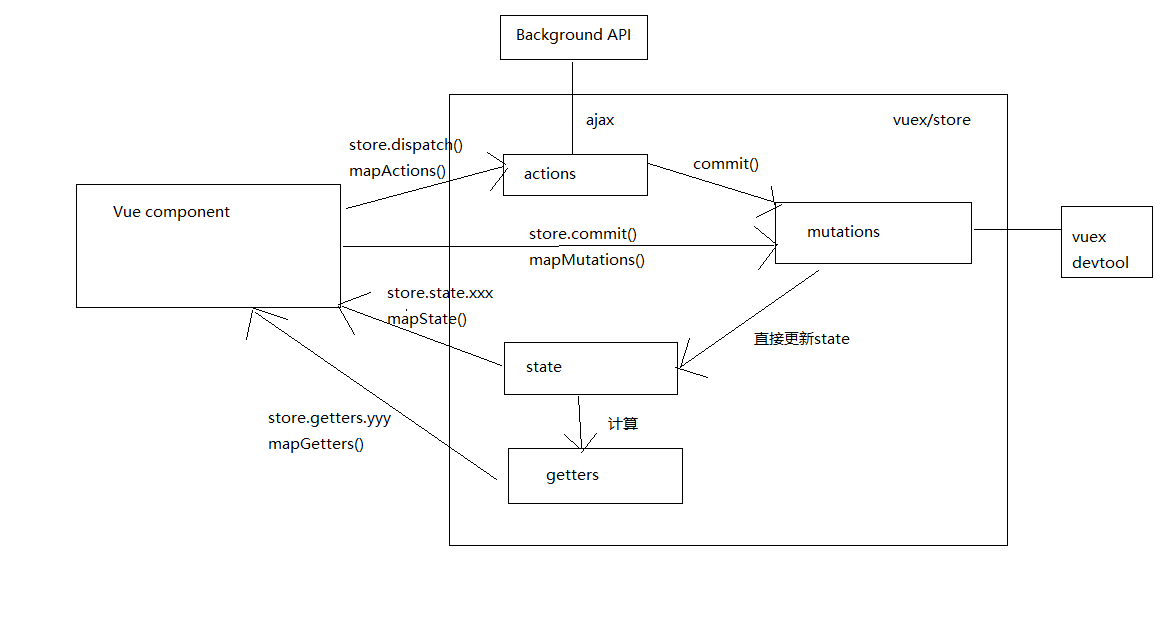 Background API
ajax
vuex/store
store.dispatch()
mapActions()
commit()
actions
Vue component
store.commit()
mapMutations()
mutations
vuex
devtool
store.state.xxx
mapState()
直接更新state
state
store.getters.yyy
mapGetters()
计算
getters